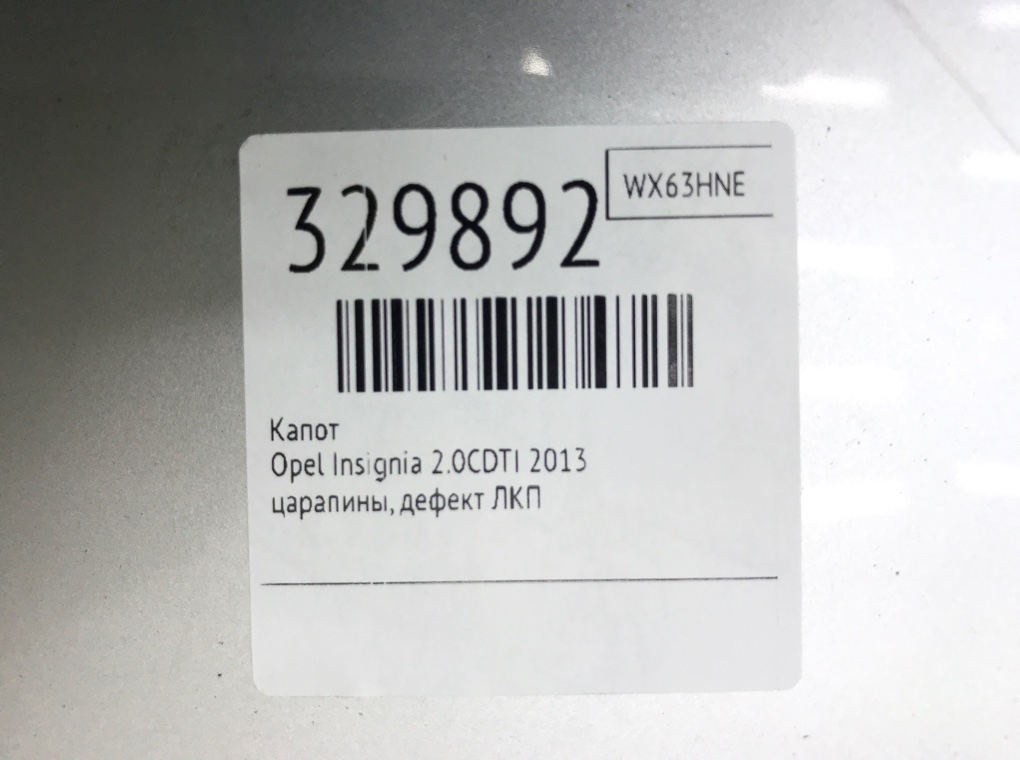 329892
WX63HNE
Капот
Opel Insignia 2.0CDTI 2013
царапины, дефект ЛКП